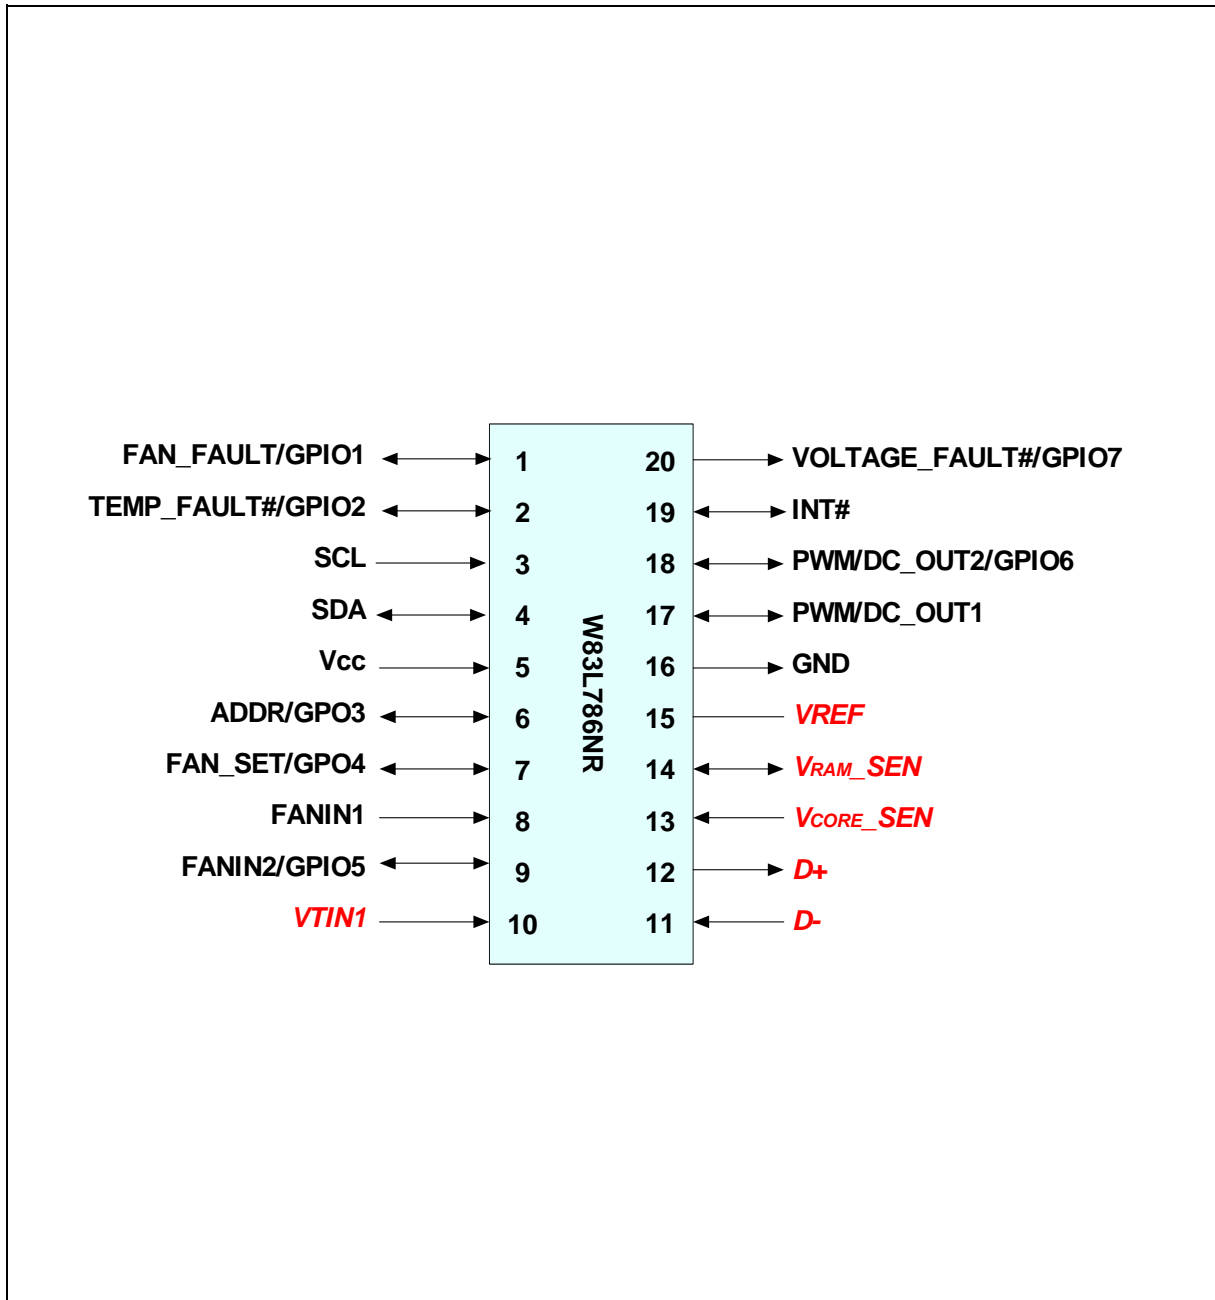 FAN_FAULT/GPIO1 1 20 VOLTAGE_FAULT#/GPIO7
TEMP_FAULT#/GPIO2 2 19 INT#
SCL 3 18 PWM/DC_OUT2/GPIO6
SDA 4 17 PWM/DC_OUT1
Vcc 5 16 GND
ADDR/GPO3 6 15 VREF
FAN_SET/GPO4 7 14 VRAM_SEN
FANIN1 8 13 VCORE_SEN
FANIN2/GPIO5 9 12 D+
VTIN1 10 11 D-
W83L786NR